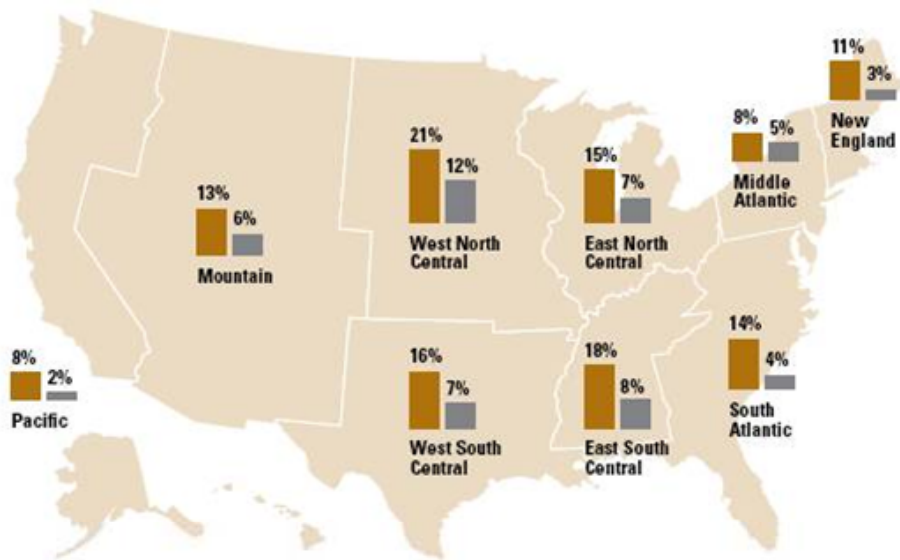 11%
3%
New
England
8%
5%
Middle
Atlantic
21%
12%
West North
Central
15%
7%
East North
Central
13%
6%
Mountain
14%
4%
South
Atlantic
16%
7%
West South
Central
18%
8%
East South
Central
8%
2%
Pacific